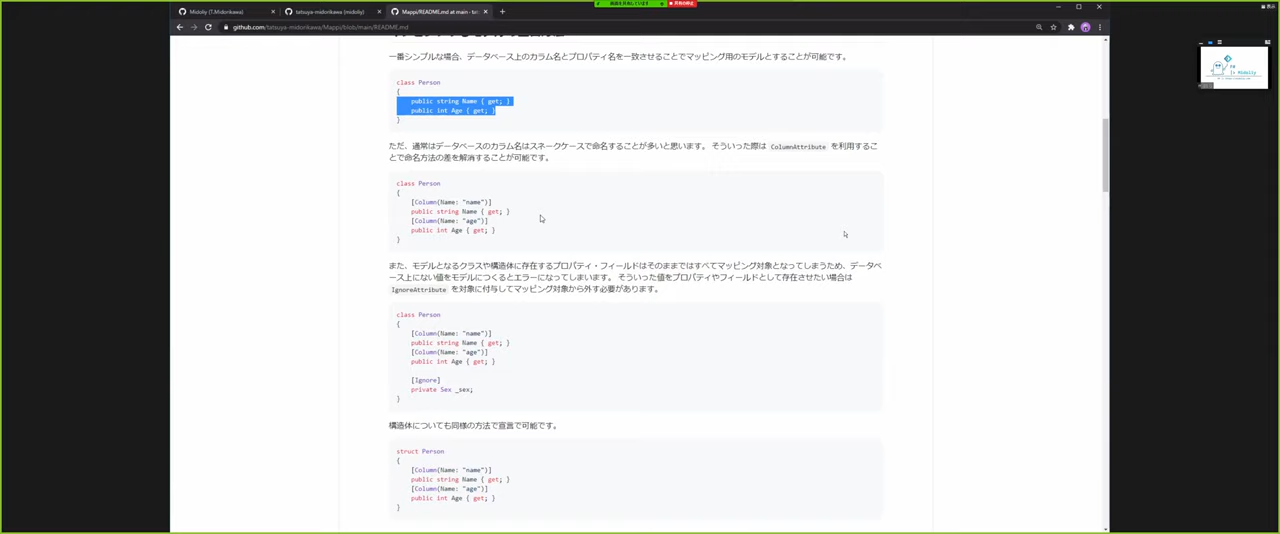 画面を共有しています
共有の停止
Midoliy (T.Midorikawa)
tatsuya-midorikawa (midoliy)
Mappi/README.md at main · tat
github.com/tatsuya-midorikawa/Mappi/blob/main/README.md
一番シンプルな場合、データベース上のカラム名とプロパティ名を一致させることでマッピング用のモデルとすることが可能です。
class Person
{
public string Name { get; }
public int Age { get; }
}
ただ、通常はデータベースのカラム名はスネークケースで命名することが多いと思います。 そういった際は ColumnAttribute を利用するこ
とで命名方法の差を解消することが可能です。
class Person
{
[Column(Name: "name")]
public string Name { get; }
[Column(Name: "age")]
public int Age { get; }
}
また、モデルとなるクラスや構造体に存在するプロパティ・フィールドはそのままではすべてマッピング対象となってしまうため、データベ
ース上にない値をモデルにつくるとエラーになってしまいます。 そういった値をプロパティやフィールドとして存在させたい場合は
IgnoreAttribute を対象に付与してマッピング対象から外す必要があります。
class Person
{
[Column(Name: "name")]
public string Name { get; }
[Column(Name: "age")]
public int Age { get; }
[Ignore]
private Sex _sex;
}
構造体についても同様の方法で宣言で可能です。
struct Person
{
[Column(Name: "name")]
public string Name { get; }
[Column(Name: "age")]
public int Age { get; }
}